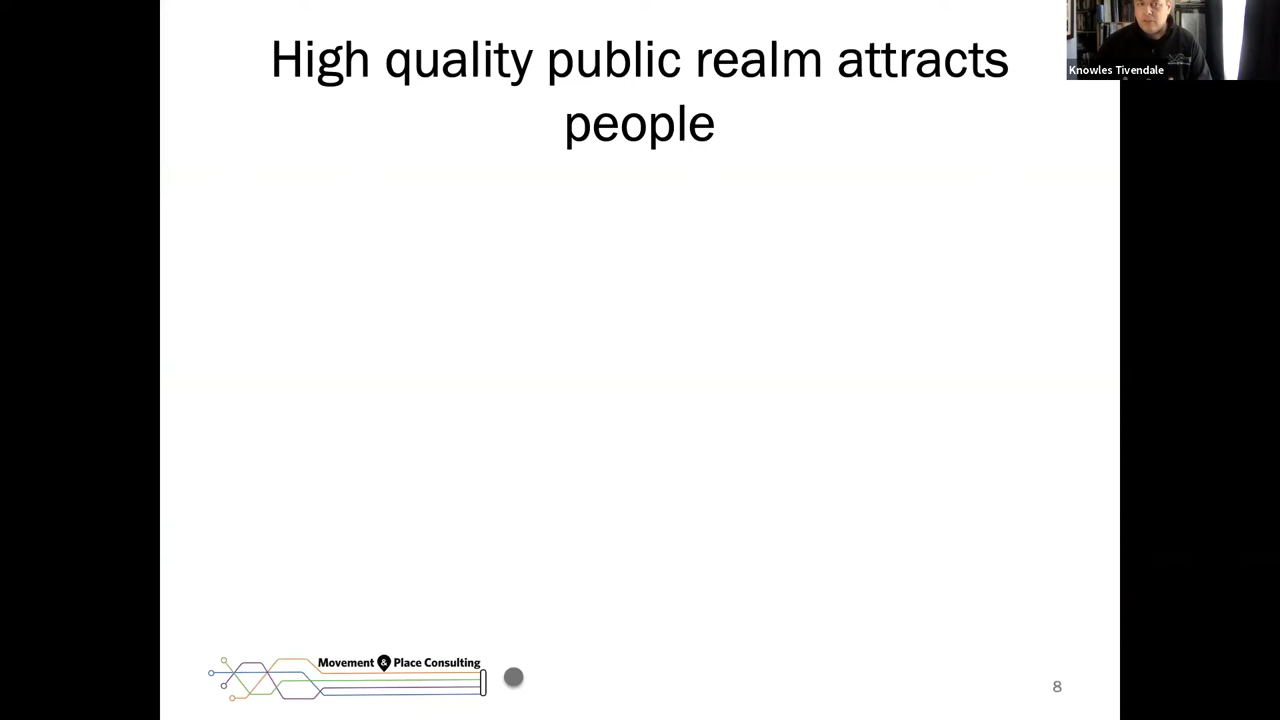 High quality public realm attracts
people
Knowles Tivendale
Movement & Place Consulting
8